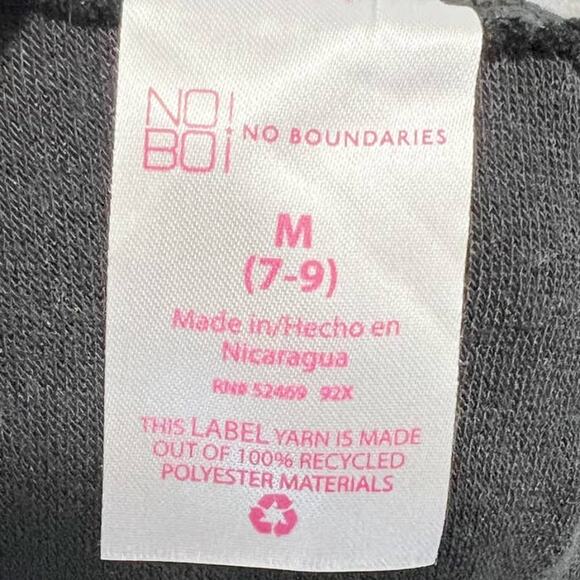 NO!
BOi
NO BOUNDARIES
M
(7-9)
Made in/Hecho en
Nicaragua
RN# 52469 92X
THIS LABEL YARN IS MADE
OUT OF 100% RECYCLED
POLYESTER MATERIALS